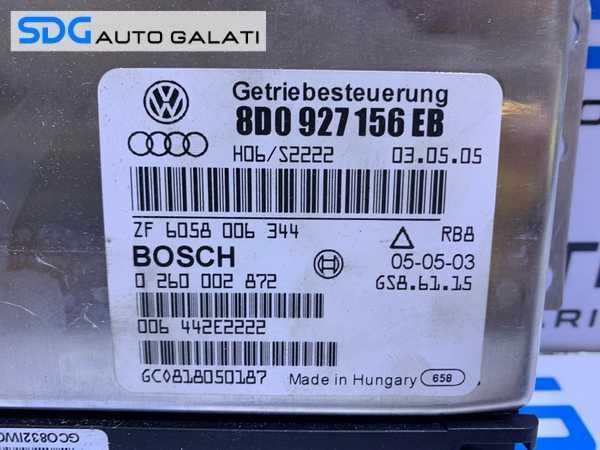 SDG AUTO GALATI
Getriebesteuerung
8D0 927 156 EB
H06/S2222 03.05.05
ZF 6058 006 344 RB8
BOSCH 05-05-03
0 260 002 872 GS8.61.15
006 442E2222
GC0818050187 Made in Hungary 658